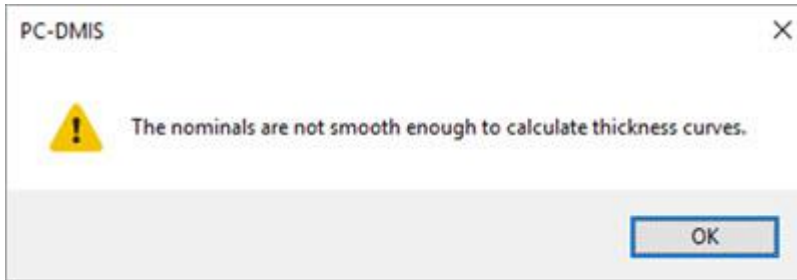 PC-DMIS
The nominals are not smooth enough to calculate thickness curves.
OK